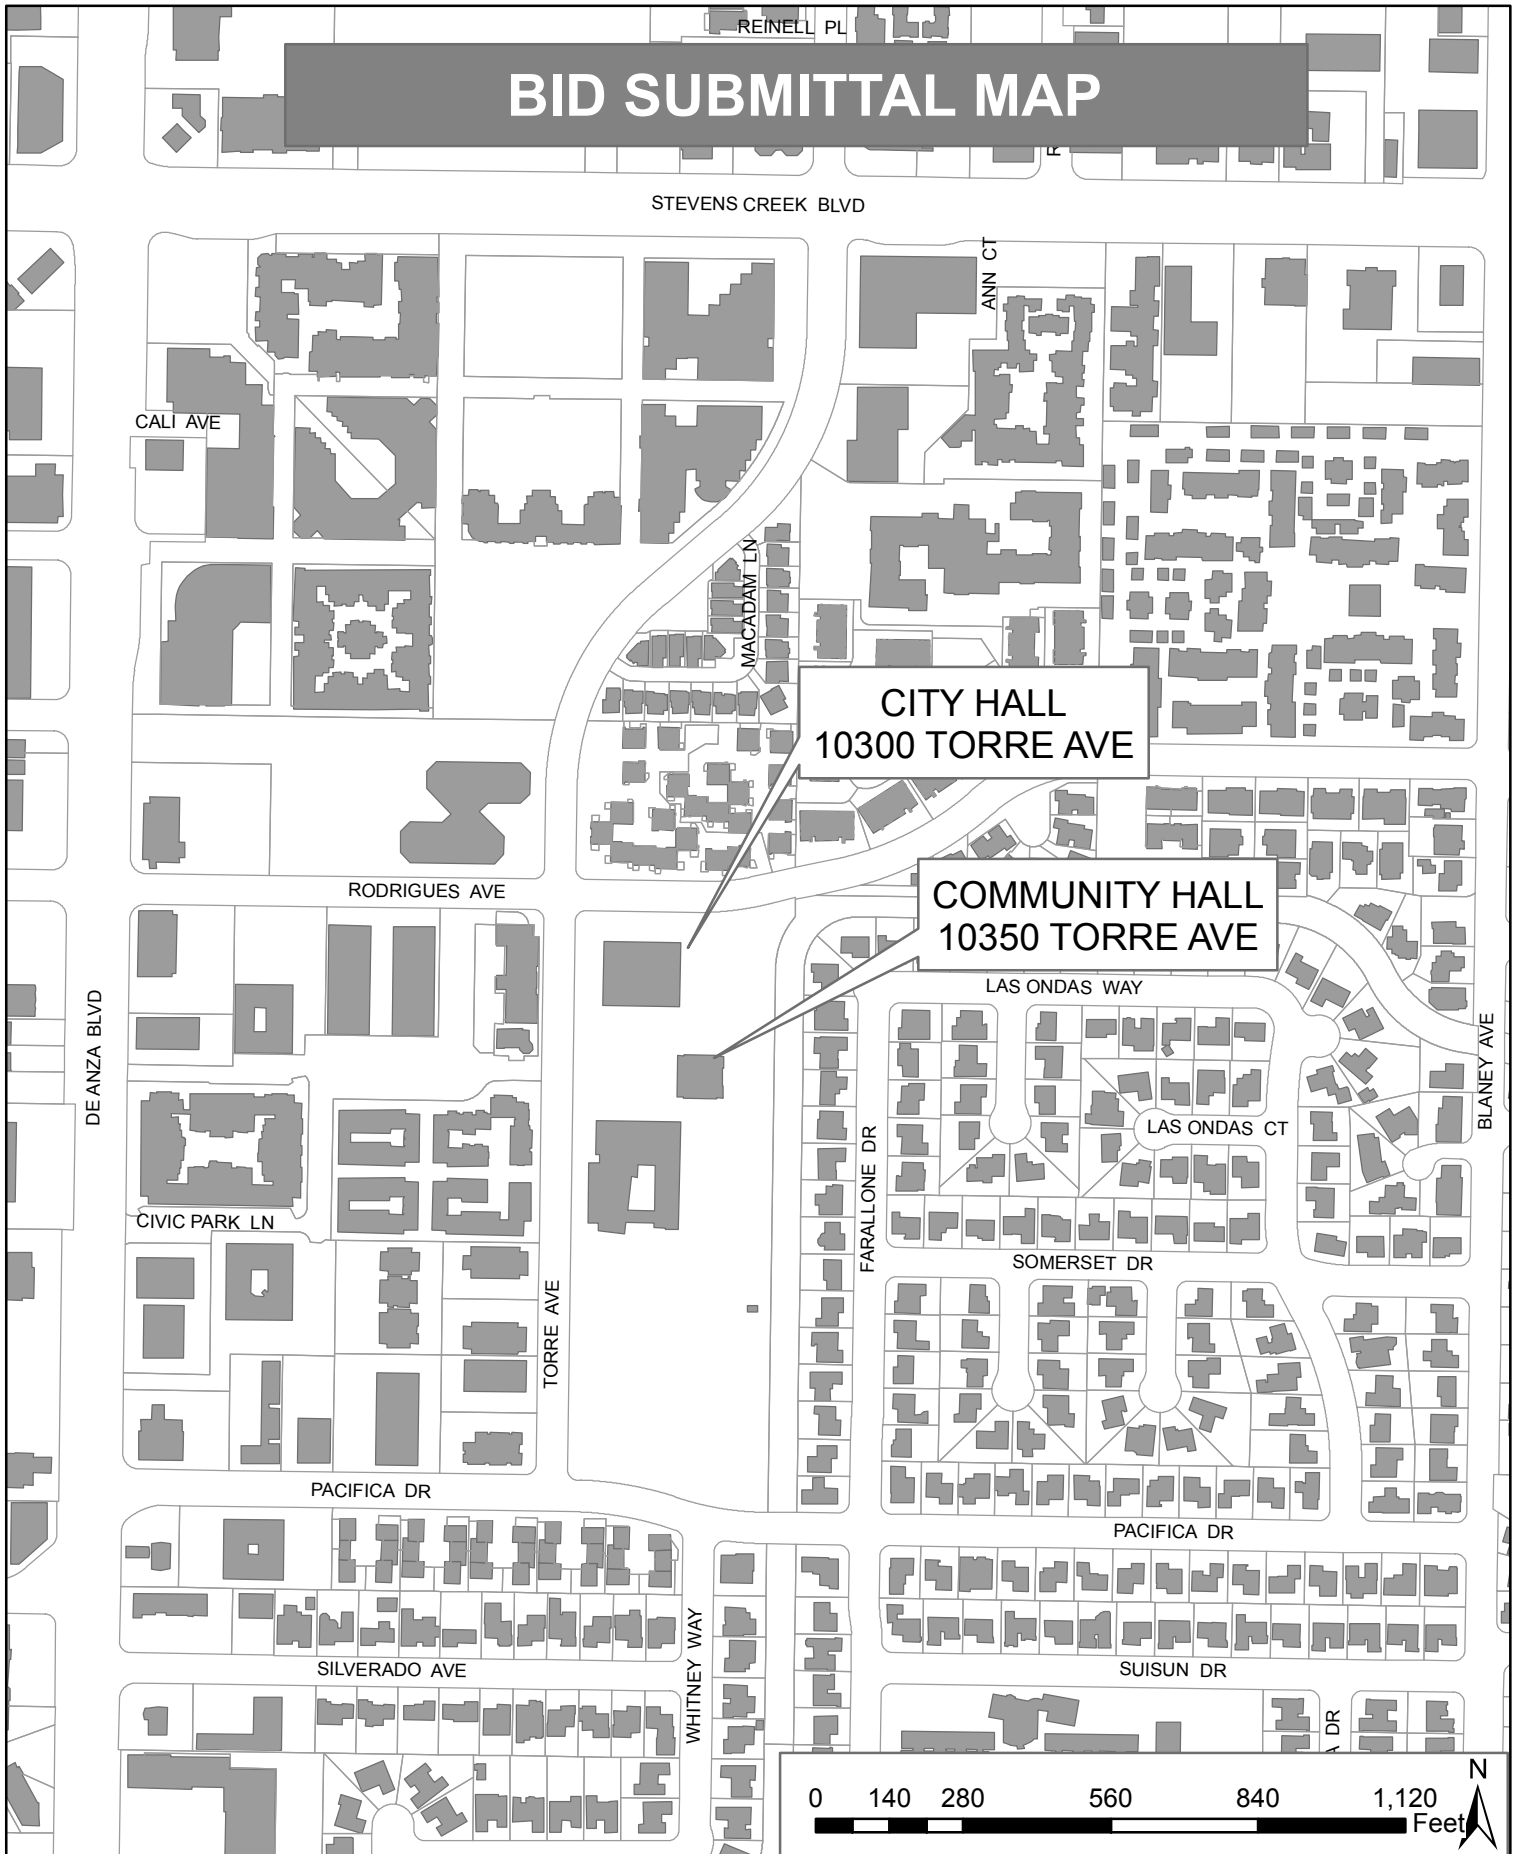 REINELL PL
BID SUBMITTAL MAP
R
STEVENS CREEK BLVD
ANN CT
CALI AVE
MACADAM LN
CITY HALL
10300 TORRE AVE
RODRIGUES AVE
COMMUNITY HALL
10350 TORRE AVE
LAS ONDAS WAY
DE ANZA BLVD
BLANEY AVE
LAS ONDAS CT
FARALLONE DR
CIVIC PARK LN
SOMERSET DR
TORRE AVE
PACIFICA DR
PACIFICA DR
WHITNEY WAY
SILVERADO AVE
SUISUN DR
A DR
N
0 140 280 560 840 1,120
Feet